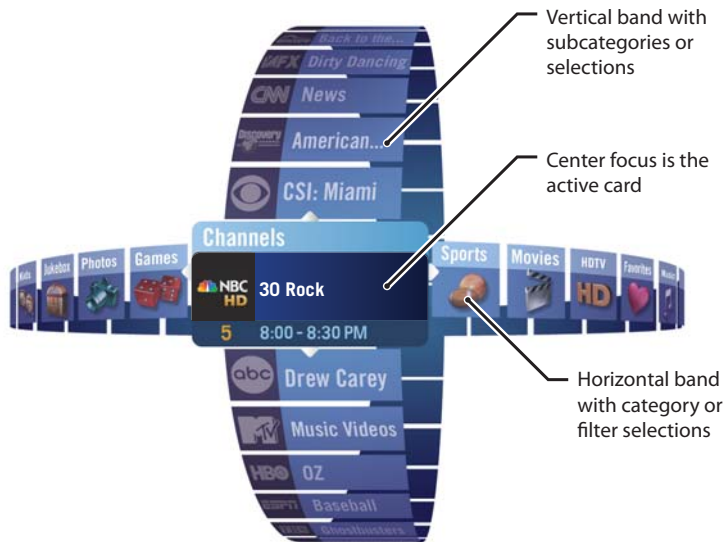 Back to the...
MFX Dirty Dancing
CNN News
Discovery American...
CSI: Miami
Channels
NBC HD 30 Rock
5 8:00 - 8:30 PM
abc Drew Carey
MTV Music Videos
HBO OZ
ESPN Baseball
Ghostbusters
Kids
Jukebox
Photos
Games
Sports
Movies
HDTV
HD
Favorites
Music
Vertical band with
subcategories or
selections
Center focus is the
active card
Horizontal band
with category or
filter selections